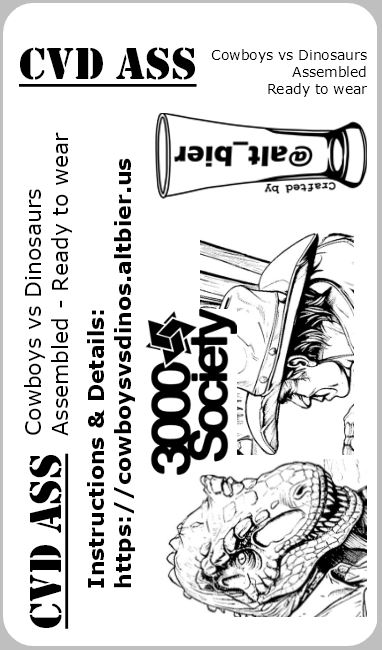 CVD ASS
Cowboys vs Dinosaurs
Assembled
Ready to wear
Crafted by
@alt_bier
CVD ASS
Cowboys vs Dinosaurs
Assembled - Ready to wear
Instructions & Details:
https://cowboysvsdinos.altbier.us
3000
Society